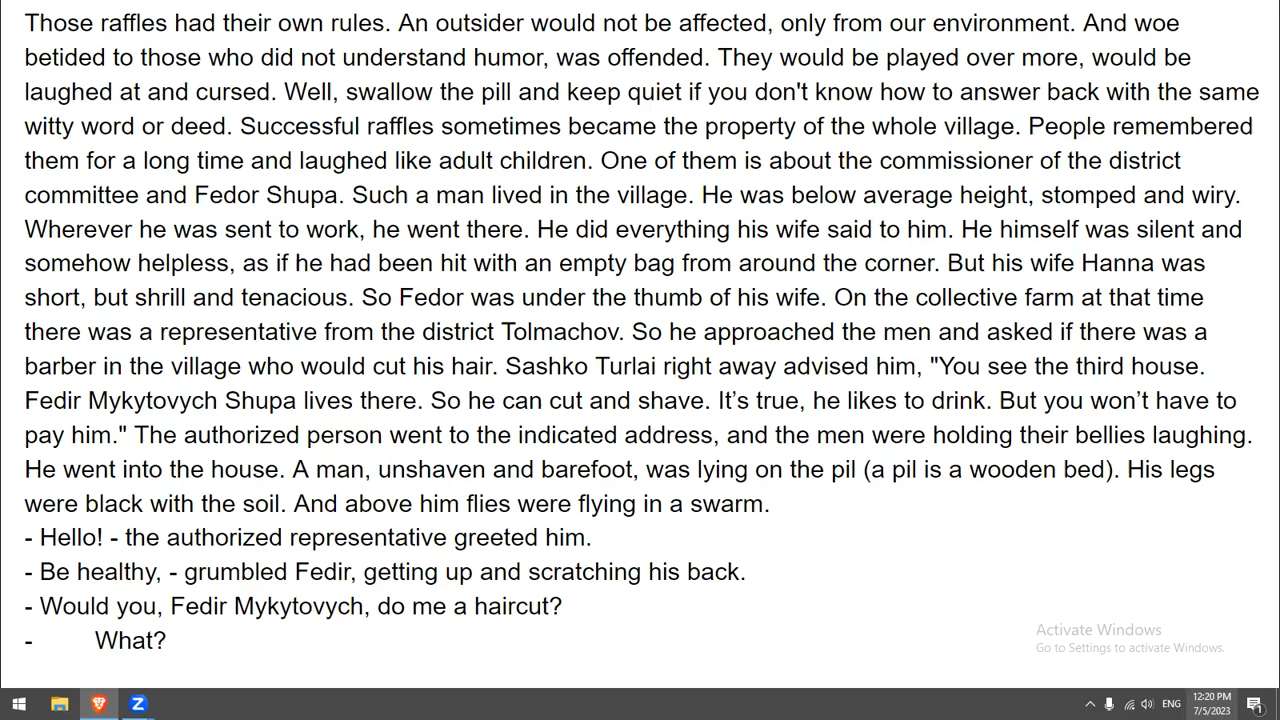 Those raffles had their own rules. An outsider would not be affected, only from our environment. And woe
betided to those who did not understand humor, was offended. They would be played over more, would be
laughed at and cursed. Well, swallow the pill and keep quiet if you don't know how to answer back with the same
witty word or deed. Successful raffles sometimes became the property of the whole village. People remembered
them for a long time and laughed like adult children. One of them is about the commissioner of the district
committee and Fedor Shupa. Such a man lived in the village. He was below average height, stomped and wiry.
Wherever he was sent to work, he went there. He did everything his wife said to him. He himself was silent and
somehow helpless, as if he had been hit with an empty bag from around the corner. But his wife Hanna was
short, but shrill and tenacious. So Fedor was under the thumb of his wife. On the collective farm at that time
there was a representative from the district Tolmachov. So he approached the men and asked if there was a
barber in the village who would cut his hair. Sashko Turlai right away advised him, "You see the third house.
Fedir Mykytovych Shupa lives there. So he can cut and shave. It’s true, he likes to drink. But you won’t have to
pay him." The authorized person went to the indicated address, and the men were holding their bellies laughing.
He went into the house. A man, unshaven and barefoot, was lying on the pil (a pil is a wooden bed). His legs
were black with the soil. And above him flies were flying in a swarm.
- Hello! - the authorized representative greeted him.
- Be healthy, - grumbled Fedir, getting up and scratching his back.
- Would you, Fedir Mykytovych, do me a haircut?
- What?
Activate Windows
Go to Settings to activate Windows.
ENG
12:20 PM
7/5/2023
1